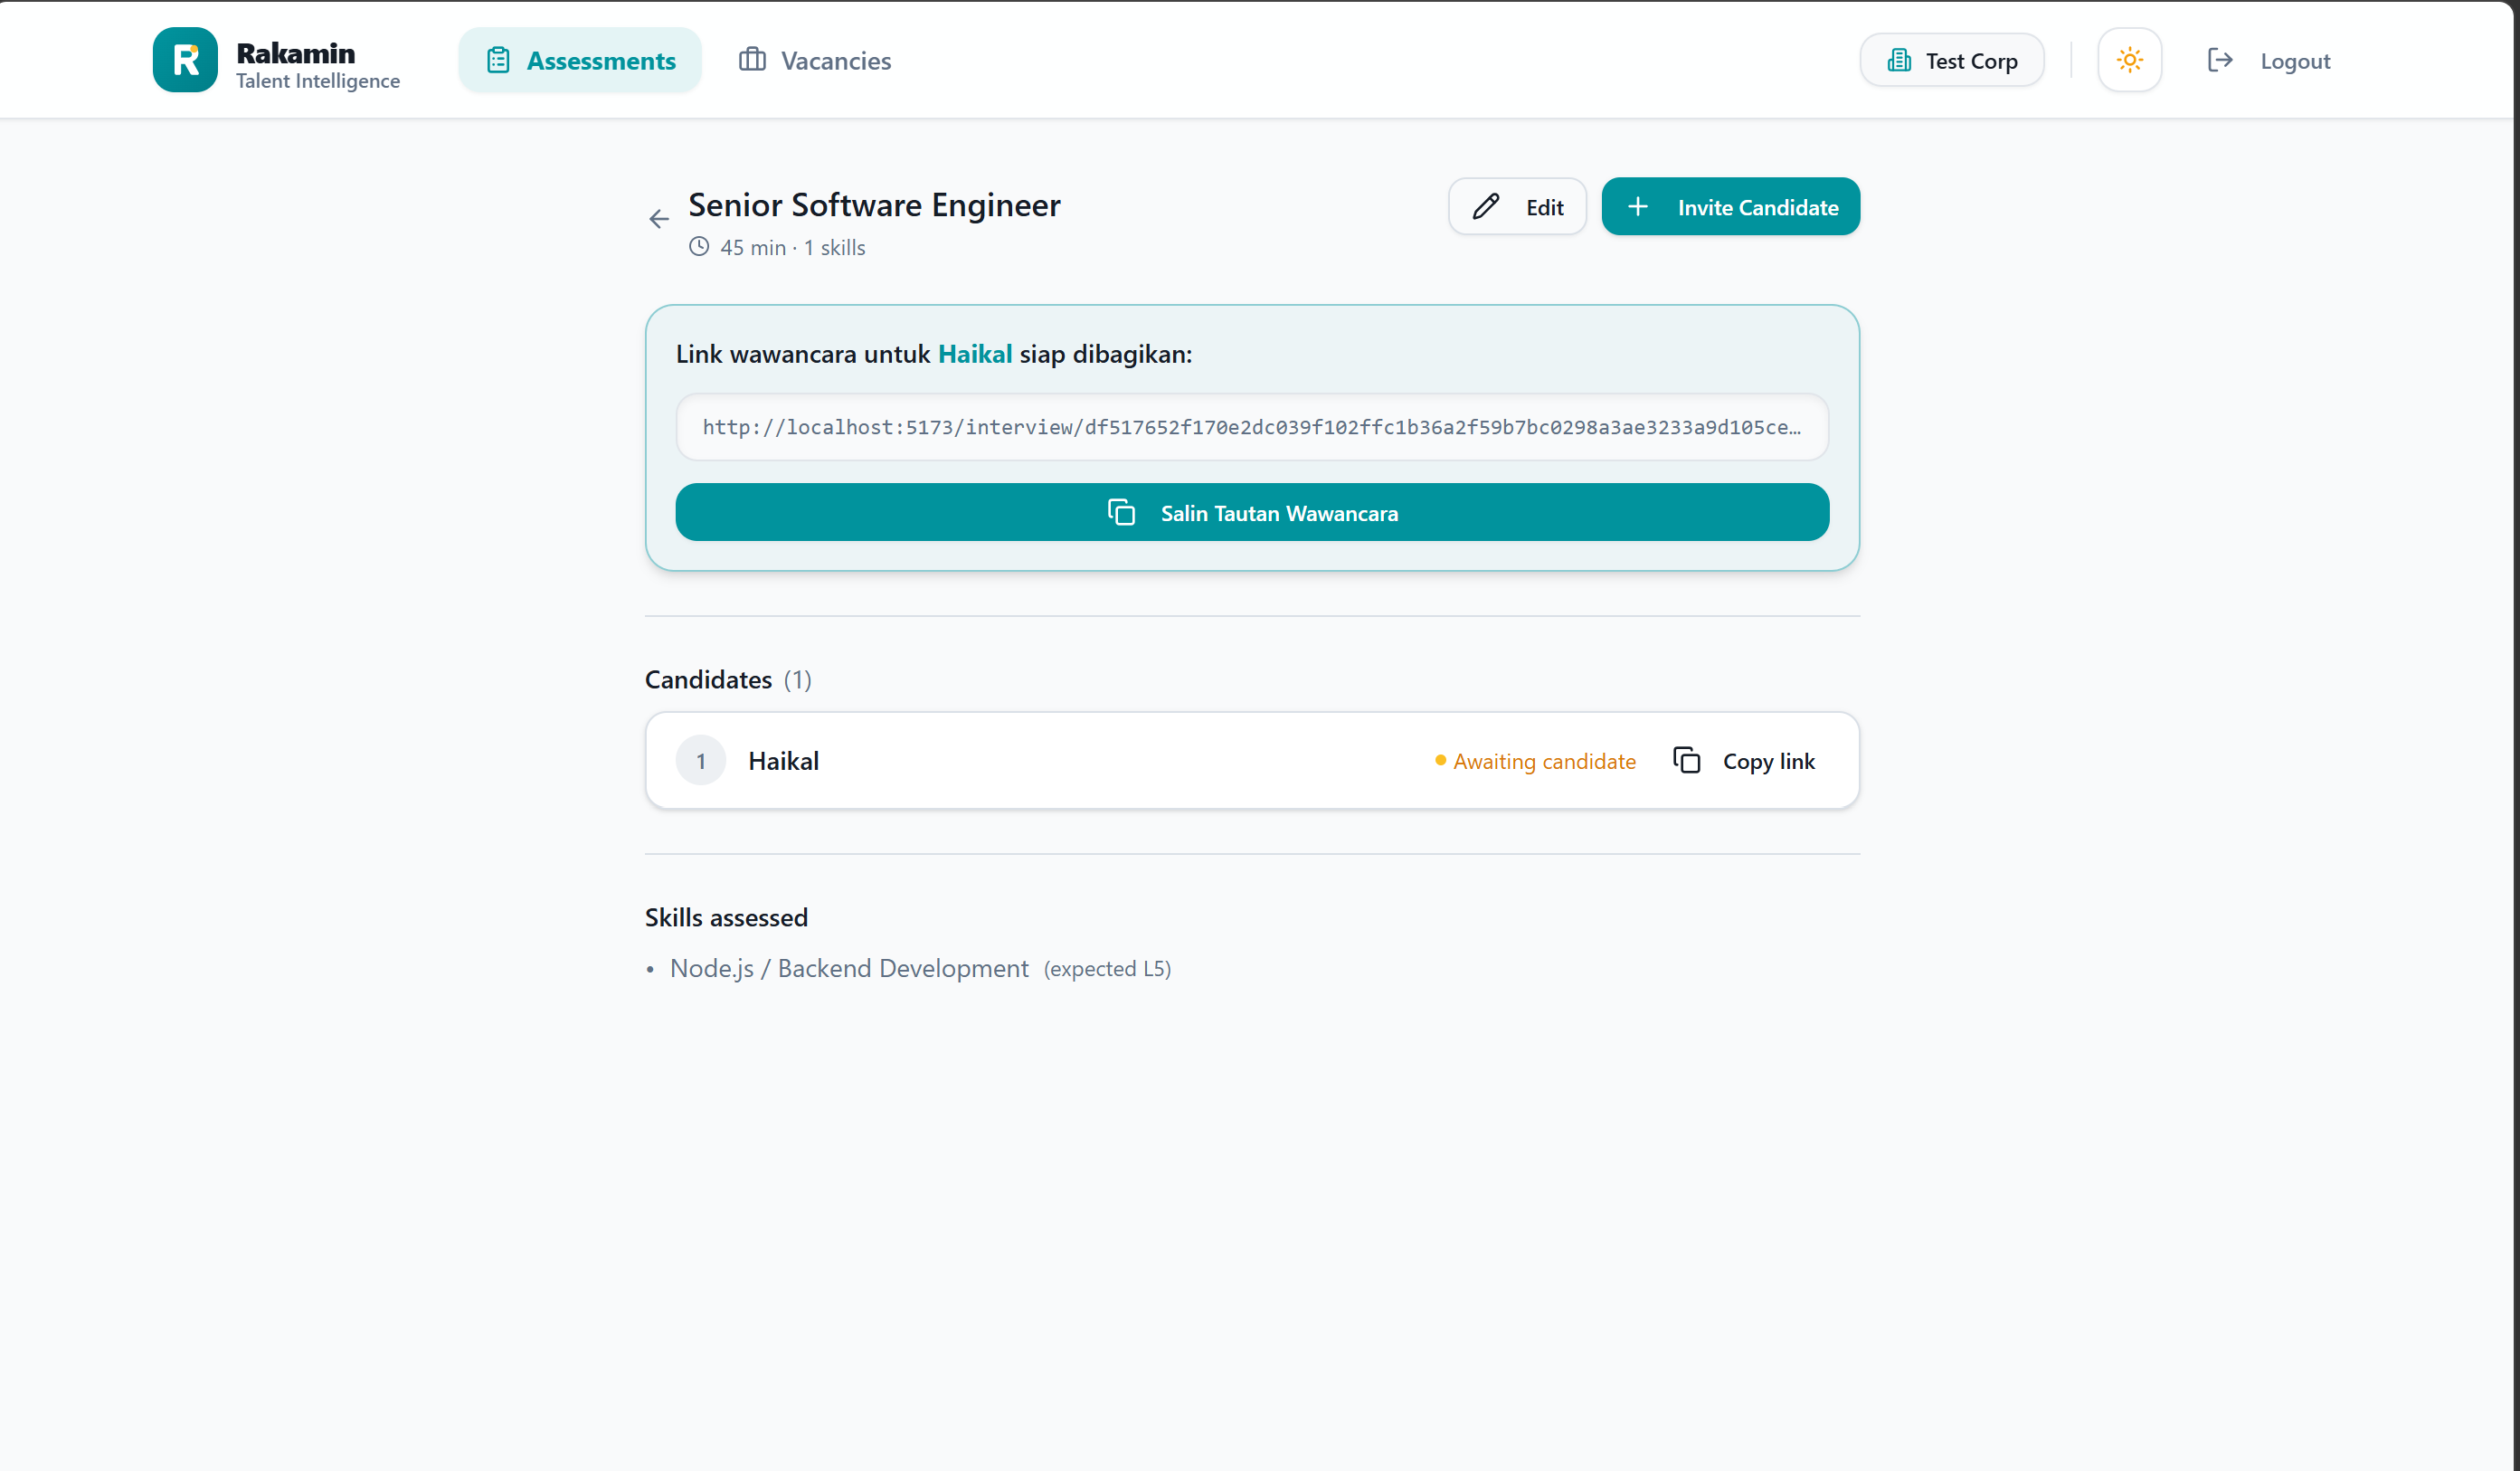 Rakamin
Talent Intelligence
Assessments
Vacancies
Test Corp
Logout
Senior Software Engineer
45 min · 1 skills
Edit
Invite Candidate
Link wawancara untuk Haikal siap dibagikan:
http://localhost:5173/interview/df517652f170e2dc039f102ffc1b36a2f59b7bc0298a3ae3233a9d105ce…
Salin Tautan Wawancara
Candidates (1)
1 Haikal
Awaiting candidate
Copy link
Skills assessed
• Node.js / Backend Development (expected L5)